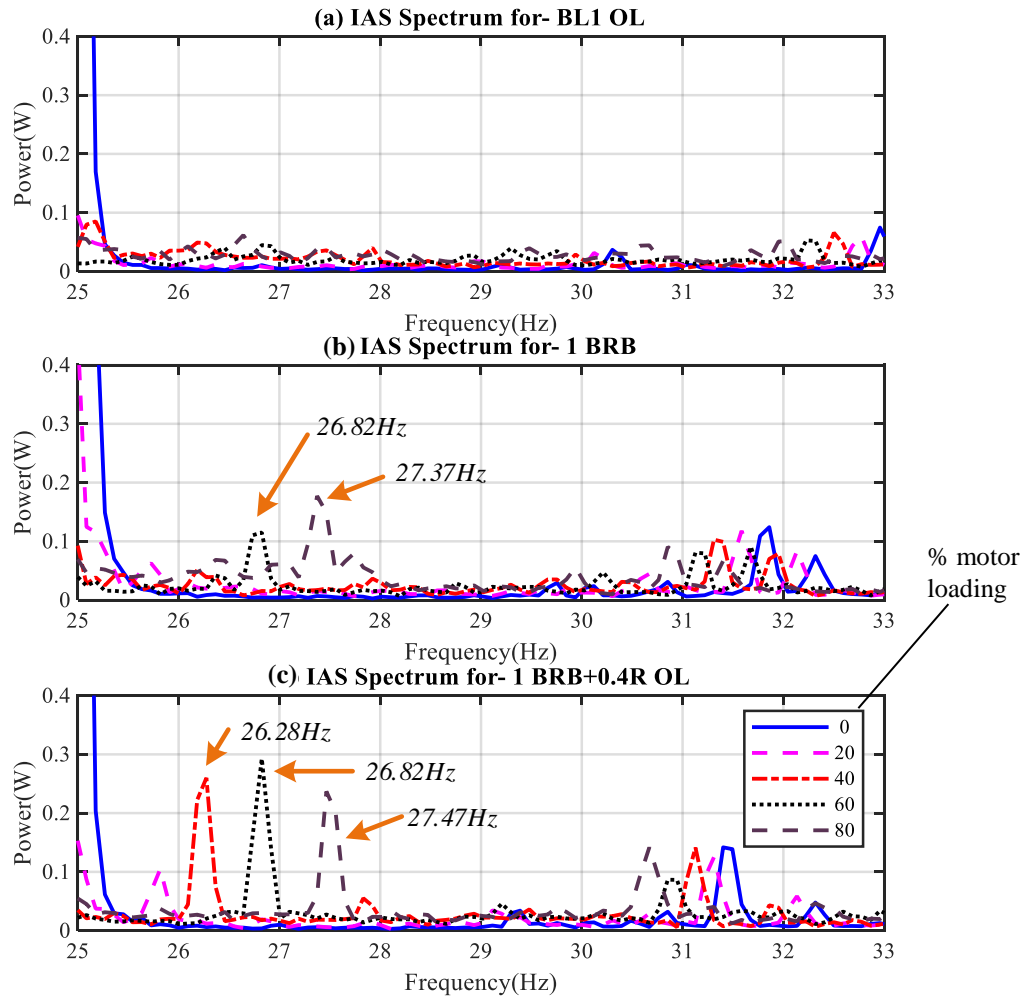 (a) IAS Spectrum for- BL1 OL
0.4
0.3
0.2
0.1
0
Power(W)
25 26 27 28 29 30 31 32 33
Frequency(Hz)
(b) IAS Spectrum for- 1 BRB
0.4
0.3
0.2
0.1
0
Power(W)
26.82Hz
27.37Hz
25 26 27 28 29 30 31 32 33
Frequency(Hz)
% motor
loading
(c) IAS Spectrum for- 1 BRB+0.4R OL
0.4
0.3
0.2
0.1
0
Power(W)
26.28Hz
26.82Hz
27.47Hz
0
20
40
60
80
25 26 27 28 29 30 31 32 33
Frequency(Hz)